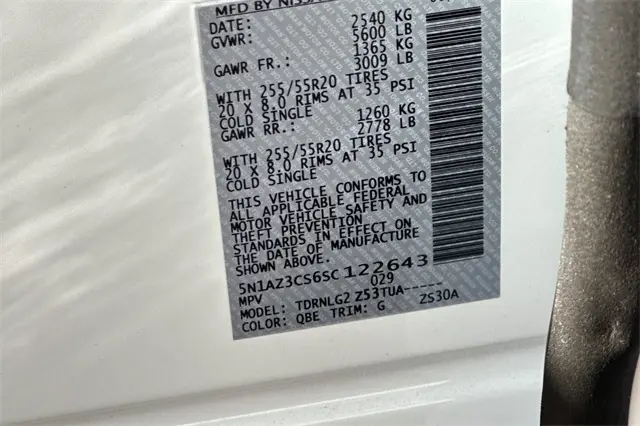 MFD BY NISSAN
DATE: 2540 KG
GVWR: 5600 LB
1365 KG
GAWR FR.: 3009 LB
WITH 255/55R20 TIRES
20 X 8.0 RIMS AT 35 PSI
COLD SINGLE 1260 KG
GAWR RR.: 2778 LB
WITH 255/55R20 TIRES
20 X 8.0 RIMS AT 35 PSI
COLD SINGLE
THIS VEHICLE CONFORMS TO
ALL APPLICABLE FEDERAL
MOTOR VEHICLE SAFETY AND
THEFT PREVENTION
STANDARDS IN EFFECT ON
THE DATE OF MANUFACTURE
SHOWN ABOVE.
5N1AZ3CS6SC122643
MPV 029
MODEL: TDRNLG2 Z53TUA-----
COLOR: QBE TRIM: G ZS30A